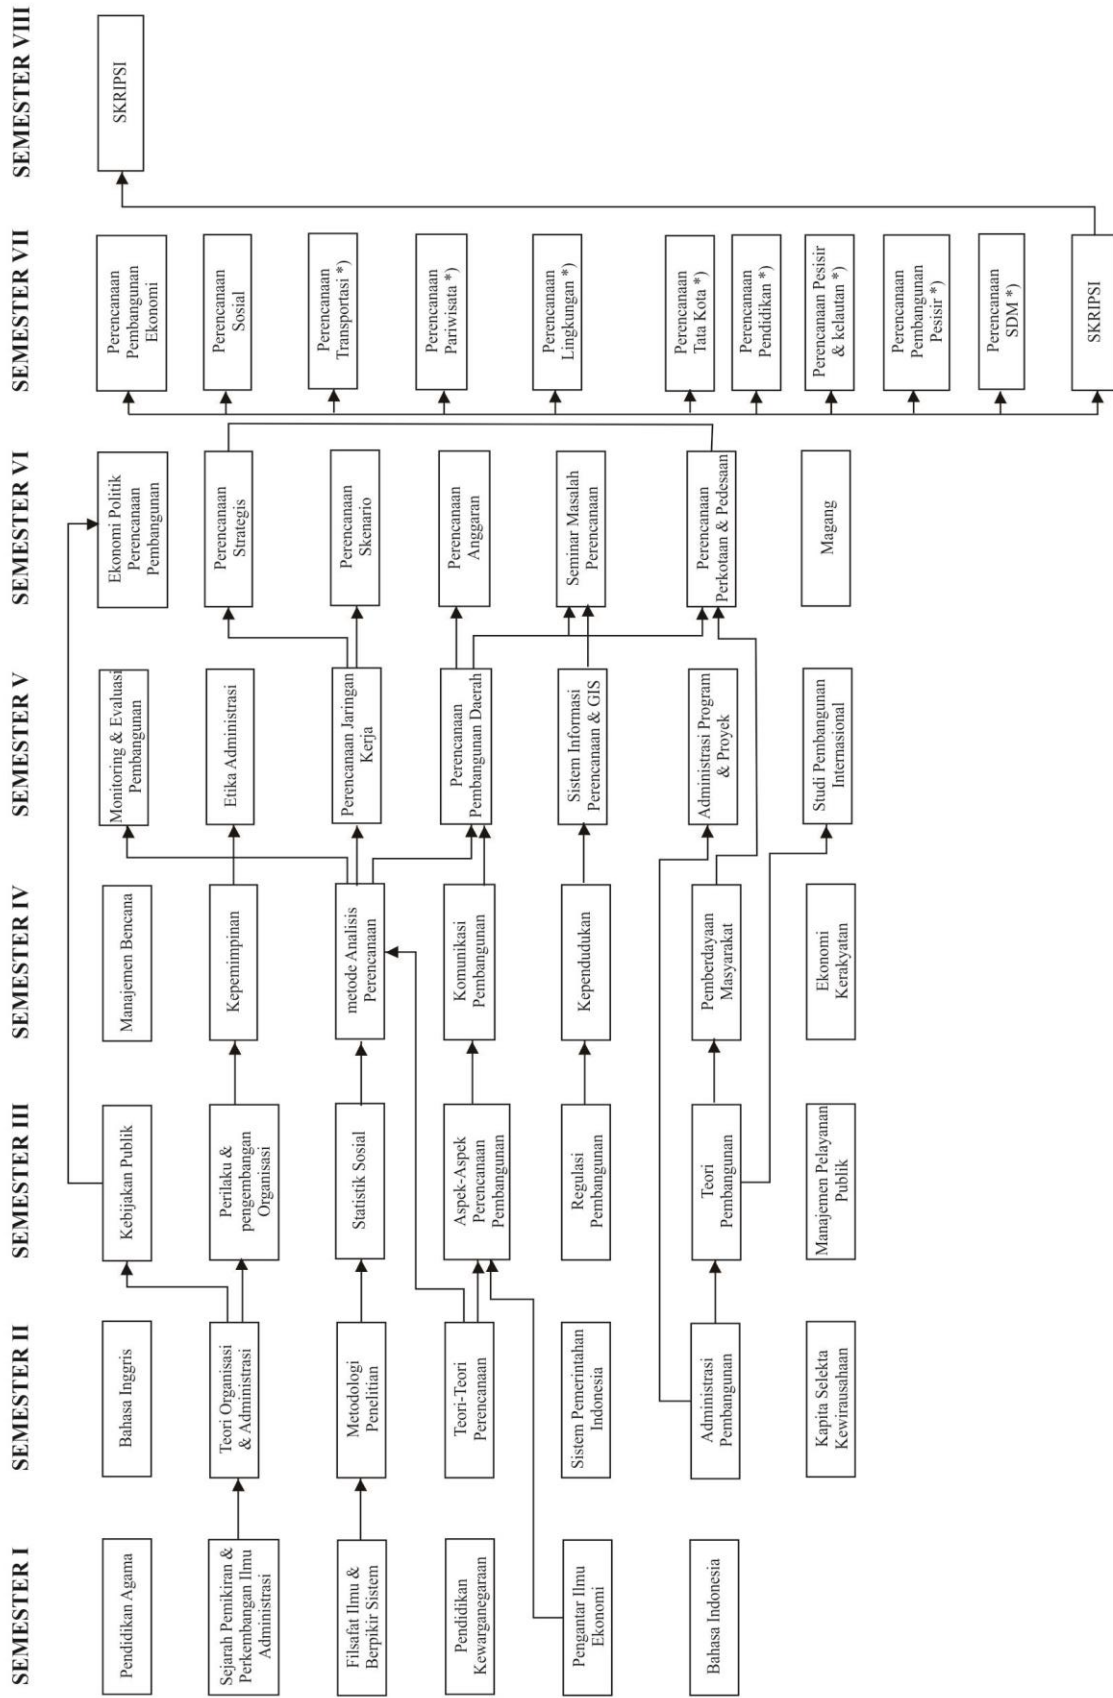 SEMESTER I
Pendidikan Agama
Sejarah Pemikiran &
Perkembangan Ilmu
Administrasi
Filsafat Ilmu &
Berpikir Sistem
Pendidikan
Kewarganegaraan
Pengantar Ilmu
Ekonomi
Bahasa Indonesia
SEMESTER II
Bahasa Inggris
Teori Organisasi
& Administrasi
Metodologi
Penelitian
Teori-Teori
Perencanaan
Sistem Pemerintahan
Indonesia
Administrasi
Pembangunan
Kapita Selekta
Kewirausahaan
SEMESTER III
Kebijakan Publik
Perilaku &
pengembangan
Organisasi
Statistik Sosial
Aspek-Aspek
Perencanaan
Pembangunan
Regulasi
Pembangunan
Teori
Pembangunan
Manajemen Pelayanan
Publik
SEMESTER IV
Manajemen Bencana
Kepemimpinan
metode Analisis
Perencanaan
Komunikasi
Pembangunan
Kependudukan
Pemberdayaan
Masyarakat
Ekonomi
Kerakyatan
SEMESTER V
Monitoring & Evaluasi
Pembangunan
Etika Administrasi
Perencanaan Jaringan
Kerja
Perencanaan
Pembangunan Daerah
Sistem Informasi
Perencanaan & GIS
Administrasi Program
& Proyek
Studi Pembangunan
Internasional
SEMESTER VI
Ekonomi Politik
Perencanaan
Pembangunan
Perencanaan
Strategis
Perencanaan
Skenario
Perencanaan
Anggaran
Seminar Masalah
Perencanaan
Perencanaan
Perkotaan & Pedesaan
Magang
SEMESTER VII
Perencanaan
Pembangunan
Ekonomi
Perencanaan
Sosial
Perencanaan
Transportasi *)
Perencanaan
Pariwisata *)
Perencanaan
Lingkungan *)
Perencanaan
Tata Kota *)
Perencanaan
Pendidikan *)
Perencanaan Pesisir
& kelautan *)
Perencanaan
Pembangunan
Pesisir *)
Perencanaan
SDM *)
SKRIPSI
SEMESTER VIII
SKRIPSI